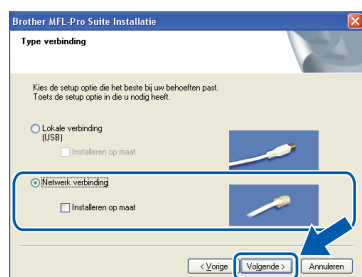 Brother MFL-Pro Suite Installatie
Type verbinding
Kies de setup optie die het beste bij uw behoeften past.
Toets de setup optie in die u nodig heeft.
Lokale verbinding
(USB)
Installeren op maat
Netwerk verbinding
Installeren op maat
< Vorige
Volgende >
Annuleren